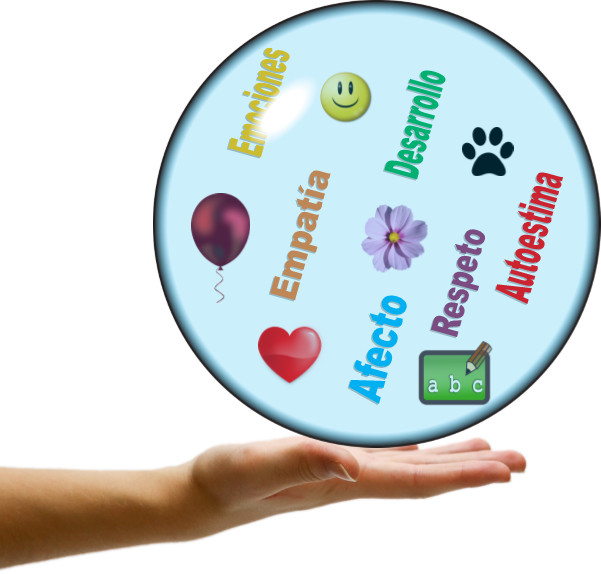 Emociones
Desarrollo
Empatía
Autoestima
Respeto
Afecto
a b c